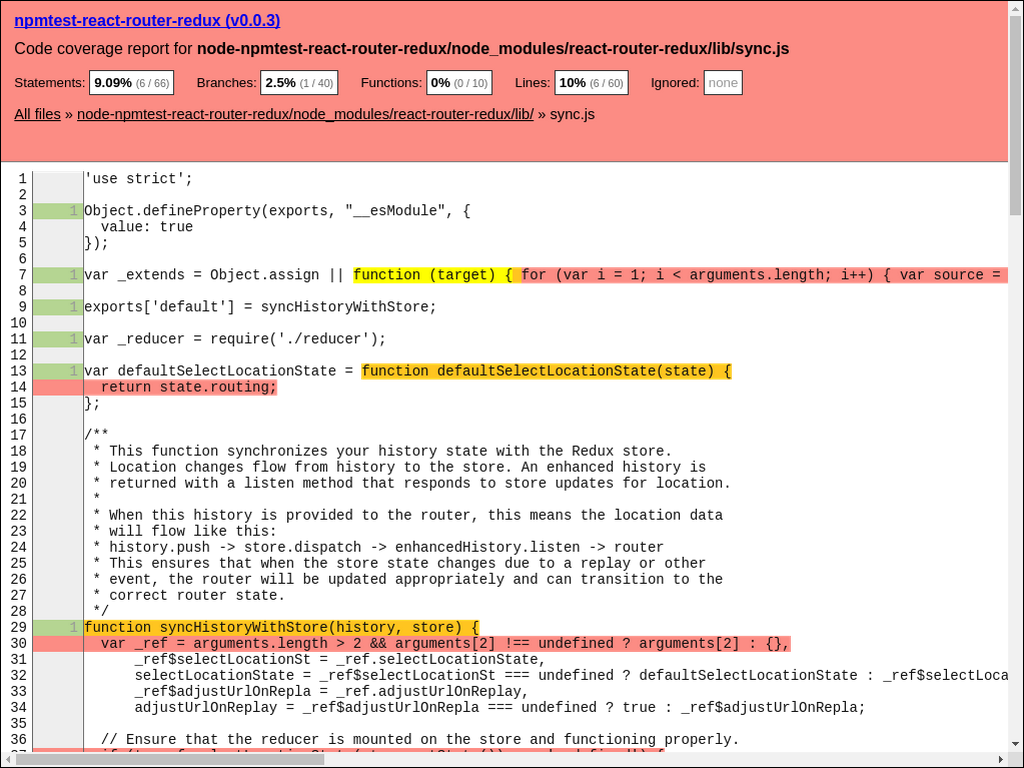 npmtest-react-router-redux (v0.0.3)
Code coverage report for node-npmtest-react-router-redux/node_modules/react-router-redux/lib/sync.js
Statements: 9.09% (6 / 66) Branches: 2.5% (1 / 40) Functions: 0% (0 / 10) Lines: 10% (6 / 60) Ignored: none
All files » node-npmtest-react-router-redux/node_modules/react-router-redux/lib/ » sync.js
1 'use strict';
2
3 1 Object.defineProperty(exports, "__esModule", {
4 value: true
5 });
6
7 1 var _extends = Object.assign || function (target) { for (var i = 1; i < arguments.length; i++) { var source =
8
9 1 exports['default'] = syncHistoryWithStore;
10
11 1 var _reducer = require('./reducer');
12
13 1 var defaultSelectLocationState = function defaultSelectLocationState(state) {
14 return state.routing;
15 };
16
17 /**
18 * This function synchronizes your history state with the Redux store.
19 * Location changes flow from history to the store. An enhanced history is
20 * returned with a listen method that responds to store updates for location.
21 *
22 * When this history is provided to the router, this means the location data
23 * will flow like this:
24 * history.push -> store.dispatch -> enhancedHistory.listen -> router
25 * This ensures that when the store state changes due to a replay or other
26 * event, the router will be updated appropriately and can transition to the
27 * correct router state.
28 */
29 1 function syncHistoryWithStore(history, store) {
30 var _ref = arguments.length > 2 && arguments[2] !== undefined ? arguments[2] : {},
31 _ref$selectLocationSt = _ref.selectLocationState,
32 selectLocationState = _ref$selectLocationSt === undefined ? defaultSelectLocationState : _ref$selectLoca
33 _ref$adjustUrlOnRepla = _ref.adjustUrlOnReplay,
34 adjustUrlOnReplay = _ref$adjustUrlOnRepla === undefined ? true : _ref$adjustUrlOnRepla;
35
36 // Ensure that the reducer is mounted on the store and functioning properly.